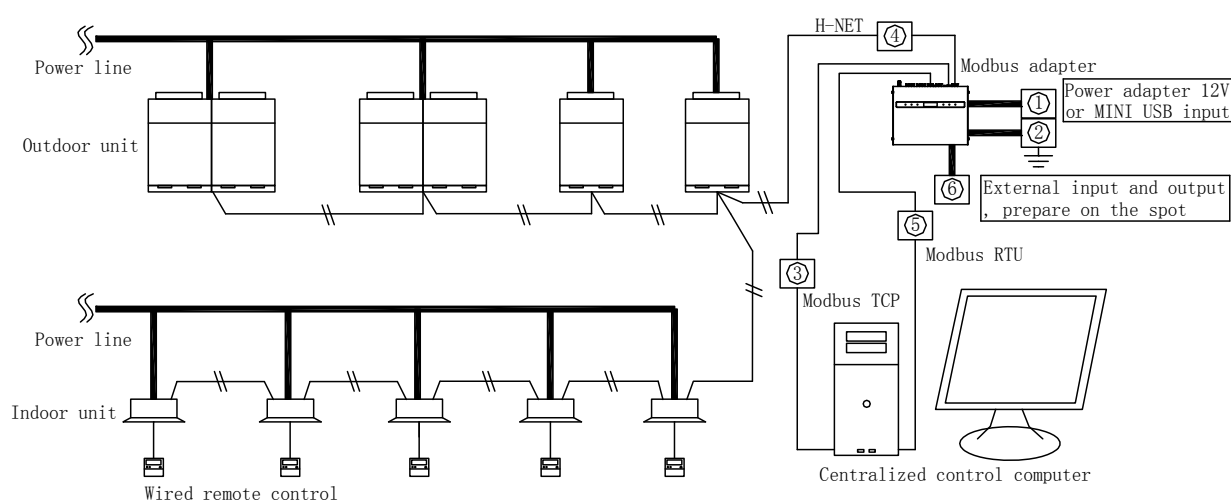 H-NET
④
Power line
Modbus adapter
Power adapter 12V
or MINI USB input
①
②
Outdoor unit
⑥
External input and output
, prepare on the spot
⑤
Modbus RTU
③
Modbus TCP
Power line
Indoor unit
Wired remote control
Centralized control computer